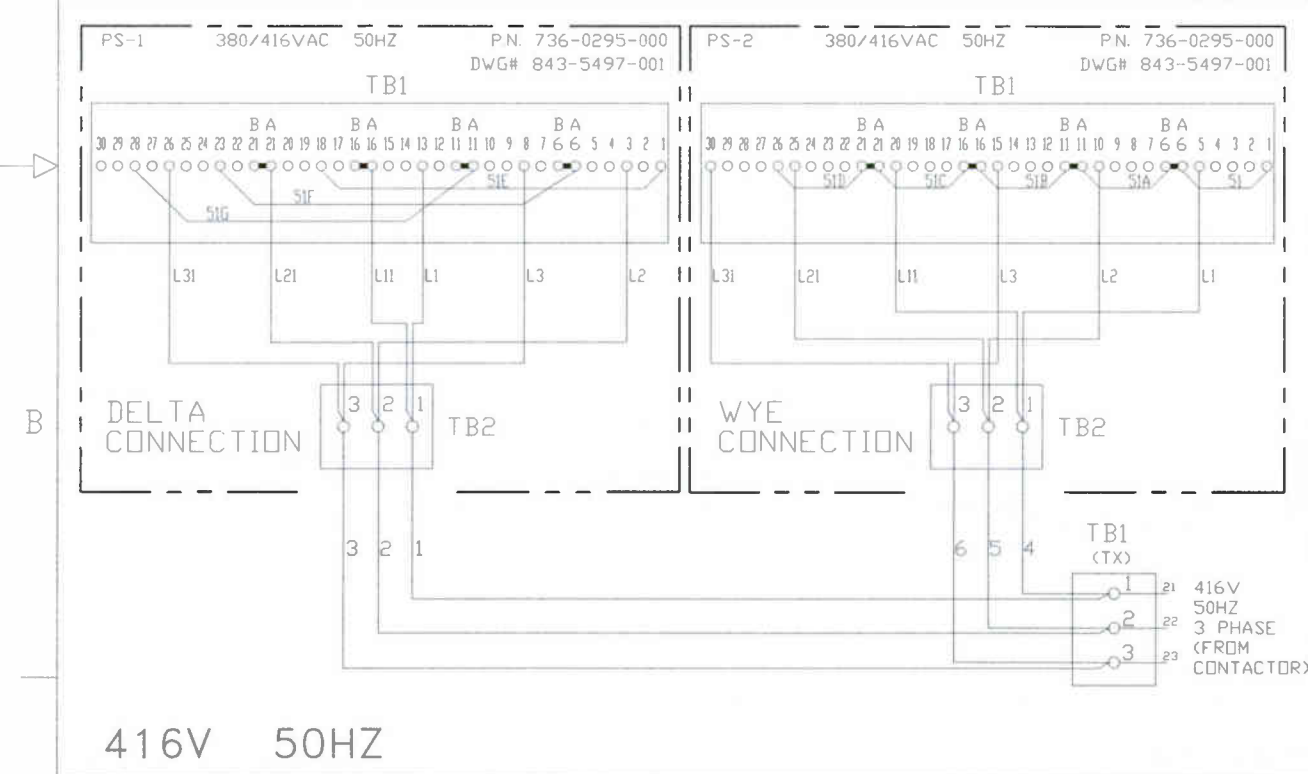 PS-1 380/416VAC 50HZ P.N. 736-0295-000
DWG# 843-5497-001
TB1
B A B A B A B A
30 29 28 27 26 25 24 23 22 21 21 20 19 18 17 16 16 15 14 13 12 11 11 10 9 8 7 6 6 5 4 3 2 1
51E
51F
51G
L31 L21 L11 L1 L3 L2
DELTA
CONNECTION
3 2 1
TB2
3 2 1
PS-2 380/416VAC 50HZ P.N. 736-0295-000
DWG# 843-5497-001
TB1
B A B A B A B A
30 29 28 27 26 25 24 23 22 21 21 20 19 18 17 16 16 15 14 13 12 11 11 10 9 8 7 6 6 5 4 3 2 1
51D 51C 51B 51A 51
L31 L21 L11 L3 L2 L1
WYE
CONNECTION
3 2 1
TB2
6 5 4
TB1
(TX)
1 21 416V
50HZ
2 22 3 PHASE
(FROM
3 23 CONTACTOR)
B
416V 50HZ